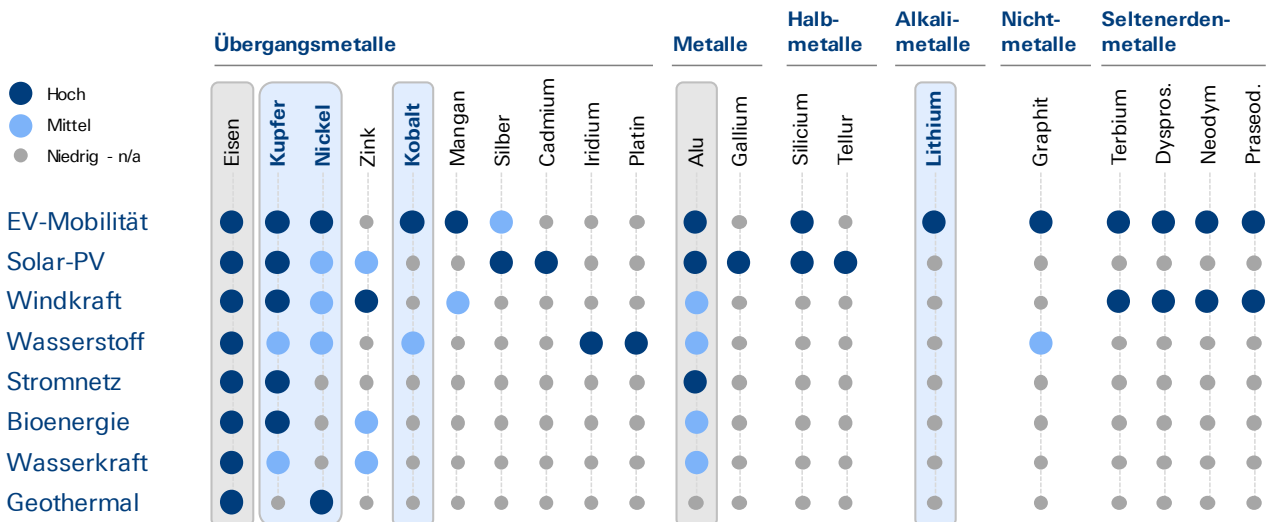 Übergangsmetalle
Metalle
Halb-
metalle
Alkali-
metalle
Nicht-
metalle
Seltenerden-
metalle
Hoch
Mittel
Niedrig - n/a
Eisen
Kupfer
Nickel
Zink
Kobalt
Mangan
Silber
Cadmium
Iridium
Platin
Alu
Gallium
Silicium
Tellur
Lithium
Graphit
Terbium
Dyspros.
Neodym
Praseod.
EV-Mobilität
Solar-PV
Windkraft
Wasserstoff
Stromnetz
Bioenergie
Wasserkraft
Geothermal